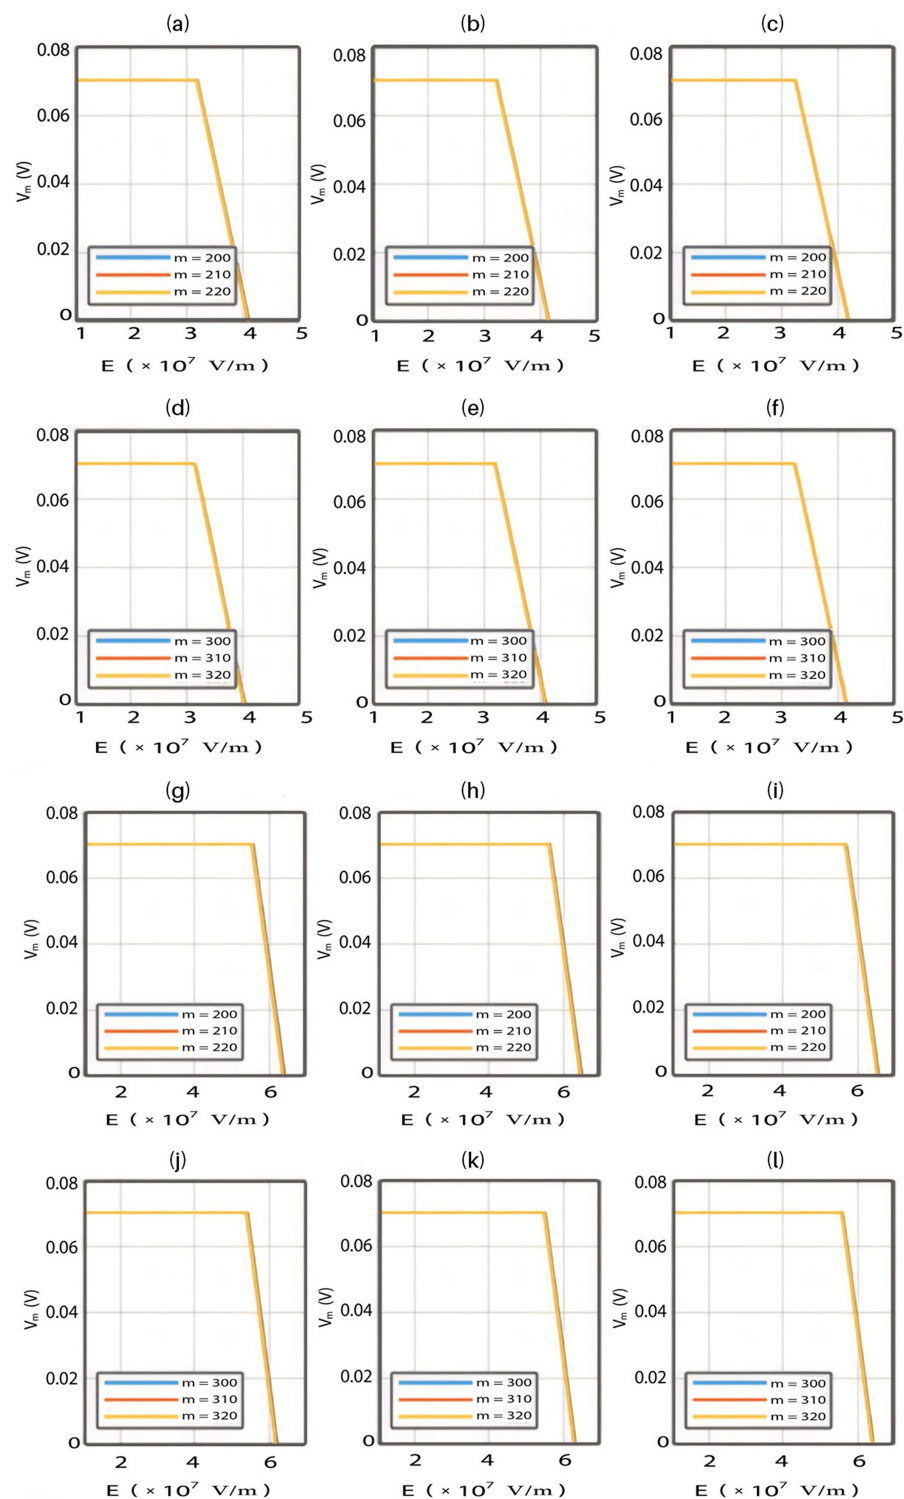 (a)
0.08
0.06
0.04
0.02
0
Vm (V)
m = 200
m = 210
m = 220
1 2 3 4 5
E ( × 10⁷ V/m )
(b)
0.08
0.06
0.04
0.02
0
Vm (V)
m = 200
m = 210
m = 220
1 2 3 4 5
E ( × 10⁷ V/m )
(c)
0.08
0.06
0.04
0.02
0
Vm (V)
m = 200
m = 210
m = 220
1 2 3 4 5
E ( × 10⁷ V/m )
(d)
0.08
0.06
0.04
0.02
0
Vm (V)
m = 300
m = 310
m = 320
1 2 3 4 5
E ( × 10⁷ V/m )
(e)
0.08
0.06
0.04
0.02
0
Vm (V)
m = 300
m = 310
m = 320
1 2 3 4 5
E ( × 10⁷ V/m )
(f)
0.08
0.06
0.04
0.02
0
Vm (V)
m = 300
m = 310
m = 320
1 2 3 4 5
E ( × 10⁷ V/m )
(g)
0.08
0.06
0.04
0.02
0
Vm (V)
m = 200
m = 210
m = 220
2 4 6
E ( × 10⁷ V/m )
(h)
0.08
0.06
0.04
0.02
0
Vm (V)
m = 200
m = 210
m = 220
2 4 6
E ( × 10⁷ V/m )
(i)
0.08
0.06
0.04
0.02
0
Vm (V)
m = 200
m = 210
m = 220
2 4 6
E ( × 10⁷ V/m )
(j)
0.08
0.06
0.04
0.02
0
Vm (V)
m = 300
m = 310
m = 320
2 4 6
E ( × 10⁷ V/m )
(k)
0.08
0.06
0.04
0.02
0
Vm (V)
m = 300
m = 310
m = 320
2 4 6
E ( × 10⁷ V/m )
(l)
0.08
0.06
0.04
0.02
0
Vm (V)
m = 300
m = 310
m = 320
2 4 6
E ( × 10⁷ V/m )